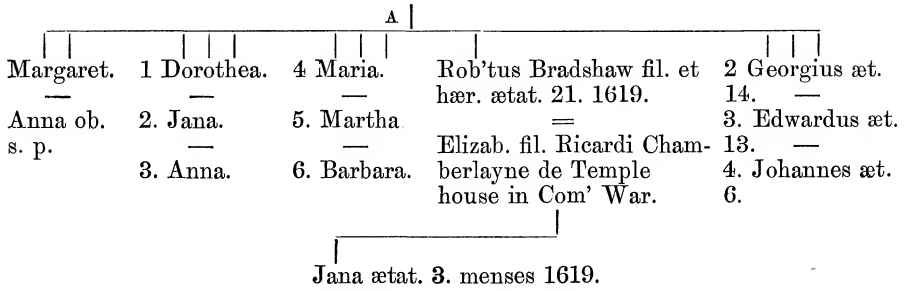 A
Margaret.
Anna ob.
s. p.
1 Dorothea.
2. Jana.
3. Anna.
4 Maria.
5. Martha
6. Barbara.
Rob'tus Bradshaw fil. et
hær. ætat. 21. 1619.
=
Elizab. fil. Ricardi Cham-
berlayne de Temple
house in Com' War.
2 Georgius æt.
14.
3. Edwardus æt.
13.
4. Johannes æt.
6.
Jana ætat. 3. menses 1619.